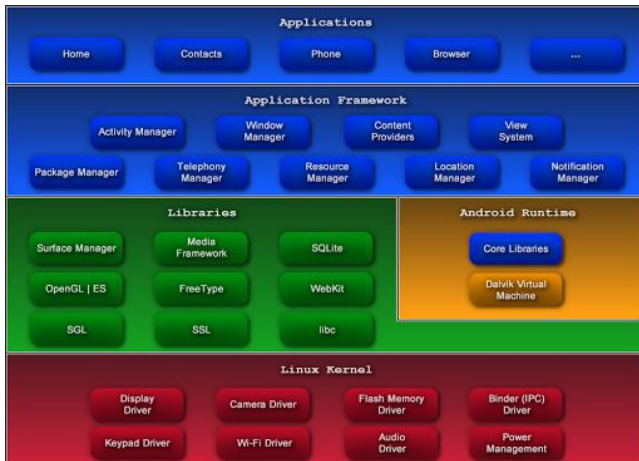 Applications
Home
Contacts
Phone
Browser
...
Application Framework
Activity Manager
Window
Manager
Content
Providers
View
System
Package Manager
Telephony
Manager
Resource
Manager
Location
Manager
Notification
Manager
Libraries
Surface Manager
Media
Framework
SQLite
OpenGL | ES
FreeType
WebKit
SGL
SSL
libc
Android Runtime
Core Libraries
Dalvik Virtual
Machine
Linux Kernel
Display
Driver
Camera Driver
Flash Memory
Driver
Binder (IPC)
Driver
Keypad Driver
Wi-Fi Driver
Audio
Driver
Power
Management